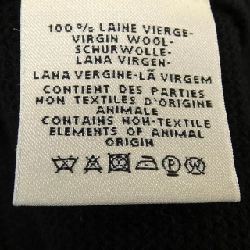 100% LAINE VIERGE-
VIRGIN WOOL-
SCHURWOLLE-
LANA VIRGEN-
LANA VERGINE-LÃ VIRGEM
CONTIENT DES PARTIES
NON TEXTILES D'ORIGINE
ANIMALE
CONTAINS NON-TEXTILE
ELEMENTS OF ANIMAL
ORIGIN